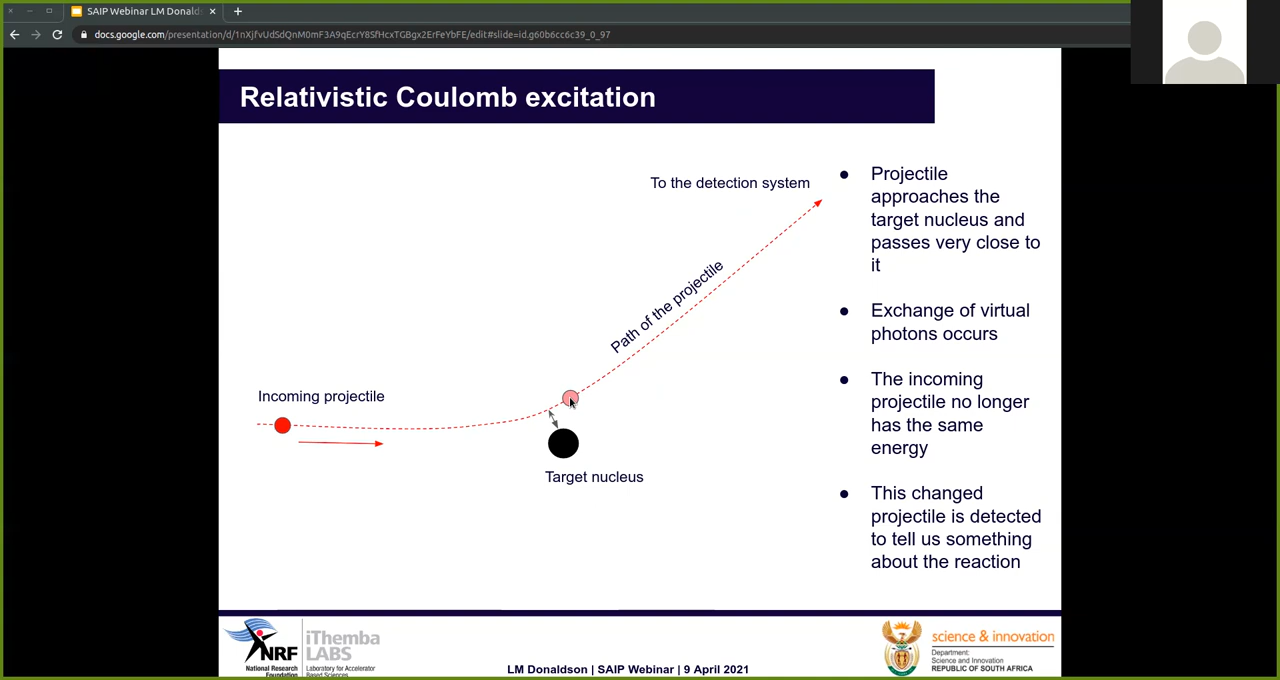 SAIP Webinar LM Donalds
docs.google.com/presentation/d/1nXjfvUdSdQnM0mF3A9qEcrY8SfHcxTGBgx2ErFeYbFE/edit#slide=id.g60b6cc6c39_0_97
Relativistic Coulomb excitation
To the detection system
Path of the projectile
Incoming projectile
Target nucleus
● Projectile
approaches the
target nucleus and
passes very close to
it
● Exchange of virtual
photons occurs
● The incoming
projectile no longer
has the same
energy
● This changed
projectile is detected
to tell us something
about the reaction
NRF
National Research
Foundation
iThemba
LABS
Laboratory for Accelerator
Based Sciences
LM Donaldson | SAIP Webinar | 9 April 2021
science & innovation
Department:
Science and Innovation
REPUBLIC OF SOUTH AFRICA